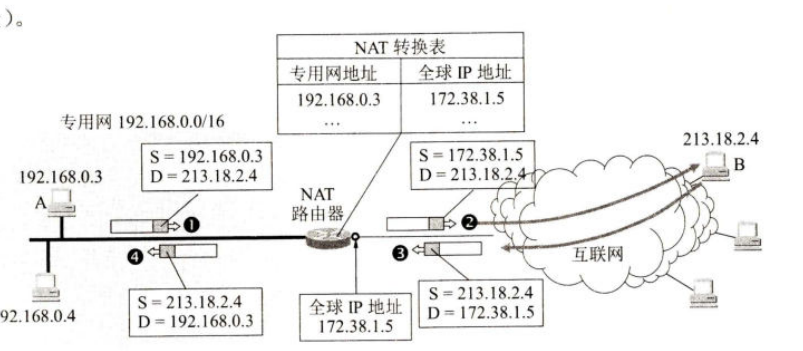 )。
NAT 转换表
专用网地址 全球 IP 地址
192.168.0.3 172.38.1.5
… …
专用网 192.168.0.0/16
213.18.2.4
B
S = 192.168.0.3
D = 213.18.2.4
S = 172.38.1.5
D = 213.18.2.4
192.168.0.3
A
NAT
路由器
❶
❷
❹
❸
互联网
92.168.0.4
S = 213.18.2.4
D = 192.168.0.3
全球 IP 地址
172.38.1.5
S = 213.18.2.4
D = 172.38.1.5